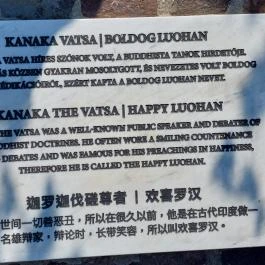 KANAKA VATSA | BOLDOG LUOHAN
A VATSA HÍRES SZÓNOK VOLT, A BUDDHISTA TANOK HIRDETŐJE.
ÁS KÖZBEN GYAKRAN MOSOLYGOTT, ÉS NEVEZETES VOLT BOLDOG
ÉDIKÁCIÓIRÓL, EZÉRT KAPTA A BOLDOG LUOHAN NEVET.
KANAKA THE VATSA | HAPPY LUOHAN
THE VATSA WAS A WELL-KNOWN PUBLIC SPEAKER AND DEBATER OF
DDHIST DOCTRINES. HE OFTEN WORE A SMILING COUNTENANCE
DEBATES AND WAS FAMOUS FOR HIS PREACHINGS IN HAPPINESS,
THEREFORE HE IS CALLED THE HAPPY LUOHAN.
迦罗迦伐蹉尊者 | 欢喜罗汉
世间一切善恶丑,所以在很久以前,他是在古代印度做一
名雄辩家,辩论时,长带笑容,所以叫欢喜罗汉。